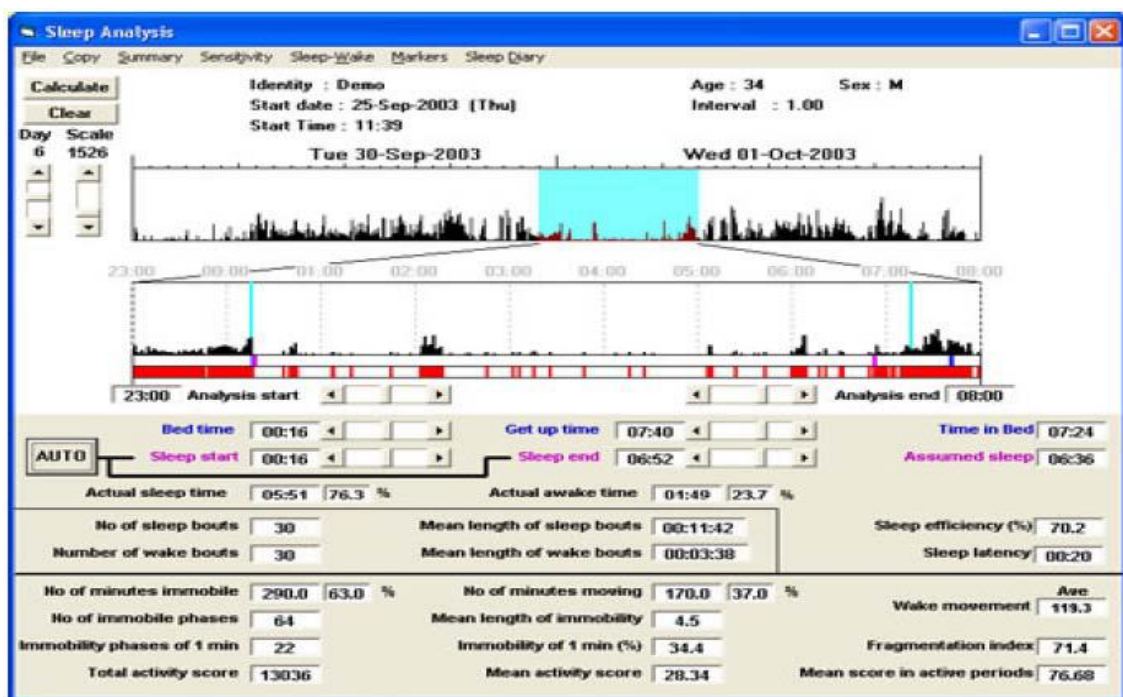 Sleep Analysis
File Copy Summary Sensitivity Sleep-Wake Markers Sleep Diary
Calculate Identity : Demo Age : 34 Sex : M
Clear Start date : 25-Sep-2003 (Thu) Interval : 1.00
Start Time : 11:39
Day Scale
6 1526 Tue 30-Sep-2003 Wed 01-Oct-2003
23:00 00:00 01:00 02:00 03:00 04:00 05:00 06:00 07:00 08:00
23:00 Analysis start Analysis end 08:00
Bed time 00:16 Get up time 07:40 Time in Bed 07:24
AUTO Sleep start 00:16 Sleep end 06:52 Assumed sleep 06:36
Actual sleep time 05:51 76.3 % Actual awake time 01:49 23.7 %
No of sleep bouts 30 Mean length of sleep bouts 00:11:42 Sleep efficiency (%) 70.2
Number of wake bouts 30 Mean length of wake bouts 00:03:38 Sleep latency 00:20
No of minutes immobile 290.0 63.0 % No of minutes moving 170.0 37.0 % Ave
Wake movement 119.3
No of immobile phases 64 Mean length of immobility 4.5
Immobility phases of 1 min 22 Immobility of 1 min (%) 34.4 Fragmentation index 71.4
Total activity score 13036 Mean activity score 28.34 Mean score in active periods 76.68